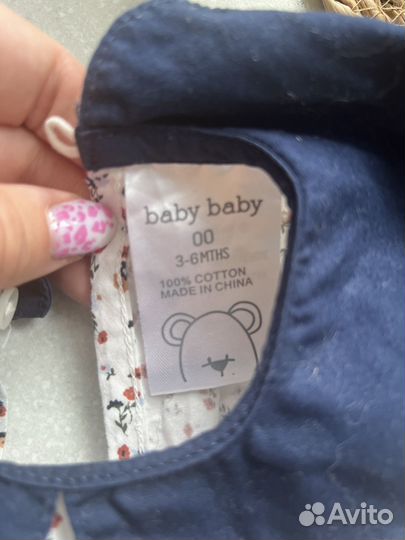 baby baby
00
3-6MTHS
100% COTTON
MADE IN CHINA
Avito